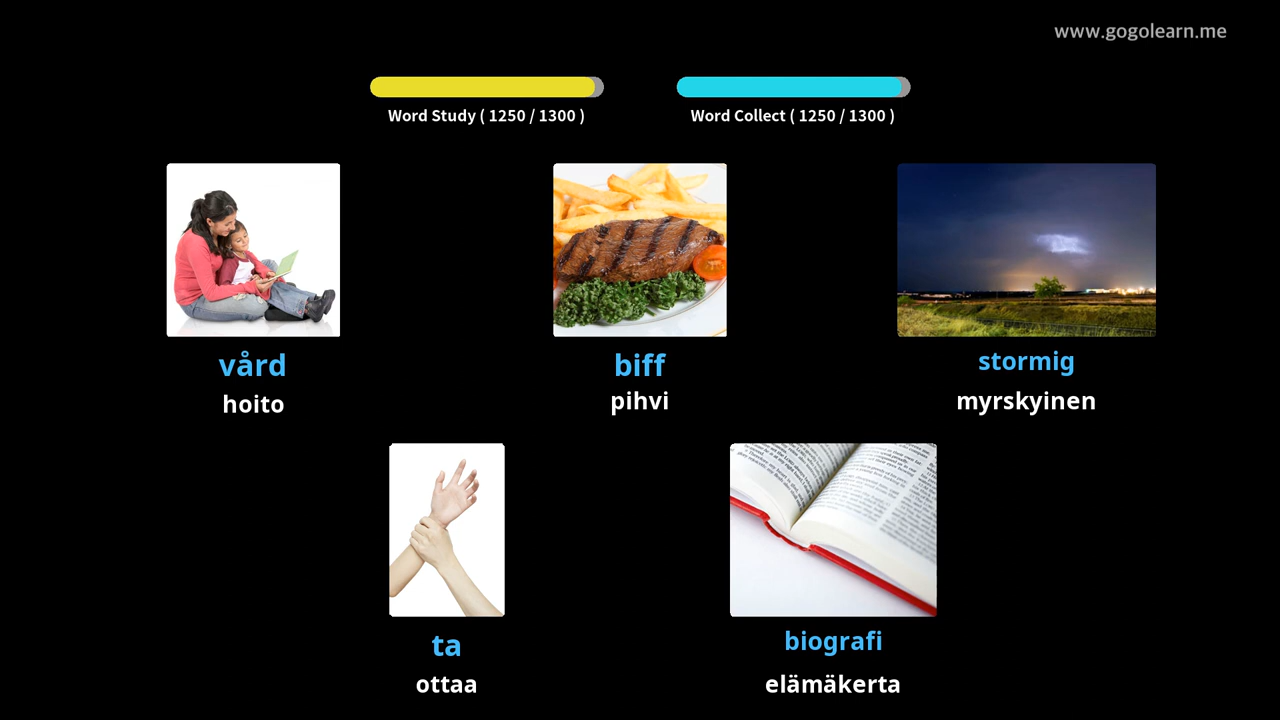 www.gogolearn.me
Word Study ( 1250 / 1300 )
Word Collect ( 1250 / 1300 )
vård
hoito
biff
pihvi
stormig
myrskyinen
ta
ottaa
biografi
elämäkerta